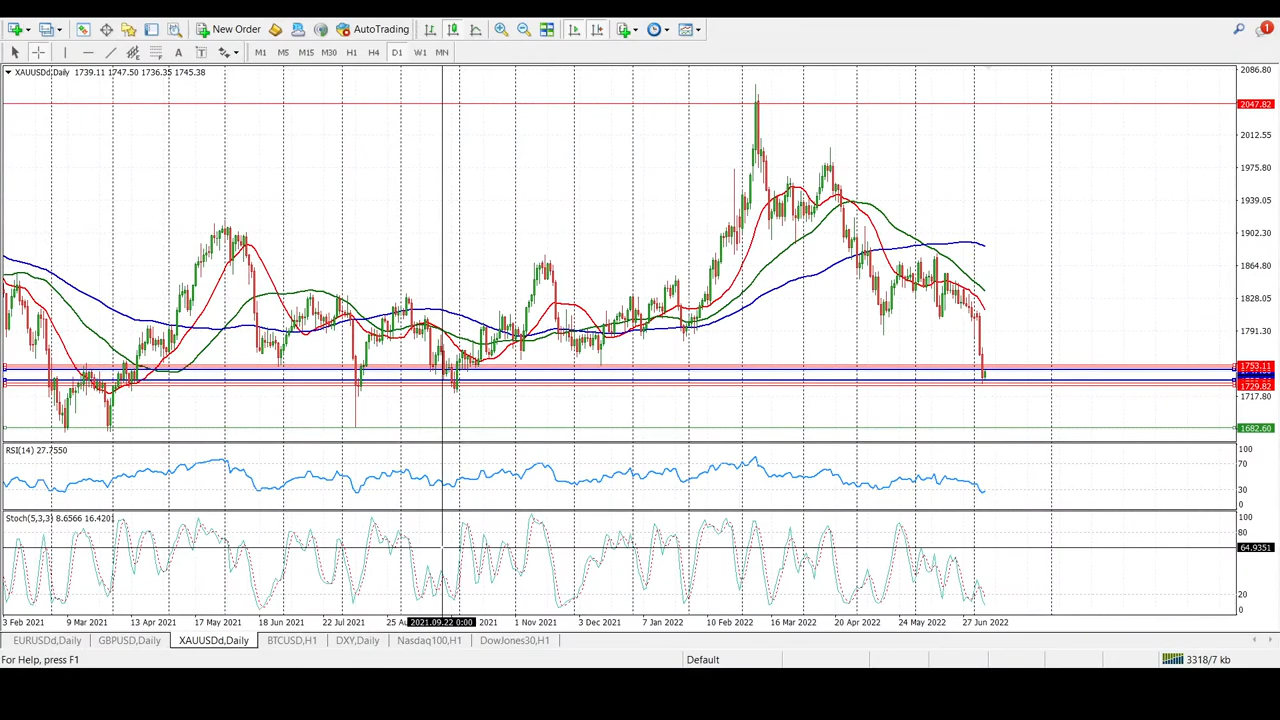 New Order AutoTrading 1
A T M1 M5 M15 M30 H1 H4 D1 W1 MN
XAUUSDd,Daily 1739.11 1747.50 1736.35 1745.38
2086.80
2047.82
2012.55
1975.80
1939.05
1902.30
1864.80
1828.05
1791.30
1753.11
1729.82
1717.80
1682.60
RSI(14) 27.7550
100
70
30
0
Stoch(5,3,3) 8.6566 16.4201
100
80
64.9351
20
0
3 Feb 2021 9 Mar 2021 13 Apr 2021 17 May 2021 18 Jun 2021 22 Jul 2021 25 Au 2021.09.22 0:00 2021 1 Nov 2021 3 Dec 2021 7 Jan 2022 10 Feb 2022 16 Mar 2022 20 Apr 2022 24 May 2022 27 Jun 2022
EURUSDd,Daily GBPUSD,Daily XAUUSDd,Daily BTCUSD,H1 DXY,Daily Nasdaq100,H1 DowJones30,H1
For Help, press F1 Default 3318/7 kb